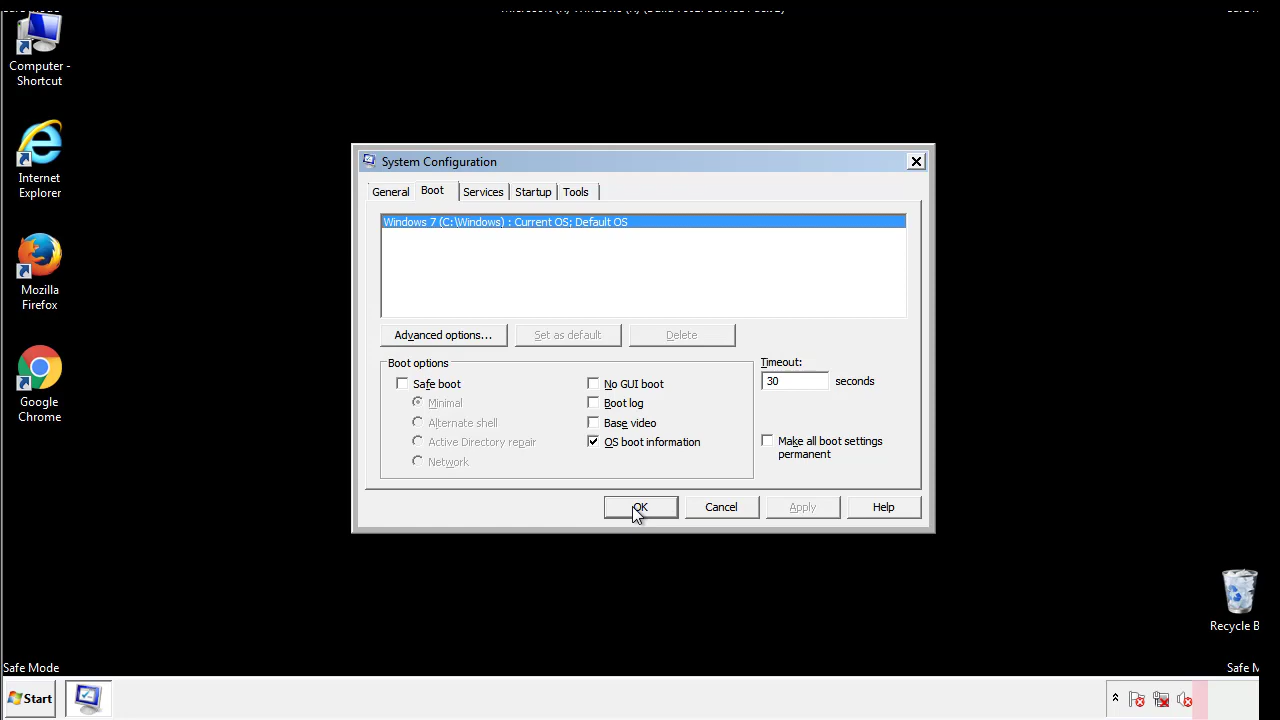 Computer -
Shortcut
Internet
Explorer
Mozilla
Firefox
Google
Chrome
System Configuration
General Boot Services Startup Tools
Windows 7 (C:\Windows) : Current OS; Default OS
Advanced options... Set as default Delete
Boot options
Safe boot
Minimal
Alternate shell
Active Directory repair
Network
No GUI boot
Boot log
Base video
OS boot information
Timeout:
30 seconds
Make all boot settings
permanent
OK Cancel Apply Help
Recycle B
Safe Mode Safe M
Start